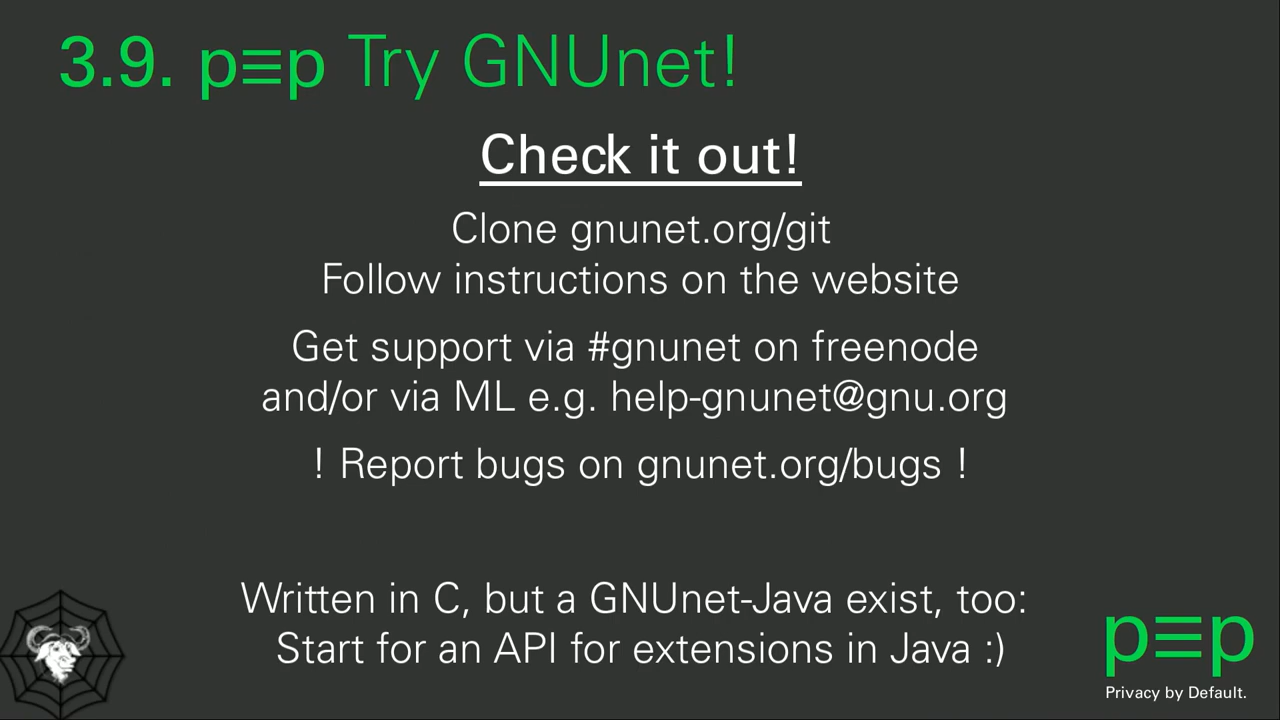 3.9. p≡p Try GNUnet!
Check it out!
Clone gnunet.org/git
Follow instructions on the website
Get support via #gnunet on freenode
and/or via ML e.g. help-gnunet@gnu.org
! Report bugs on gnunet.org/bugs !
Written in C, but a GNUnet-Java exist, too:
Start for an API for extensions in Java :)
p≡p
Privacy by Default.